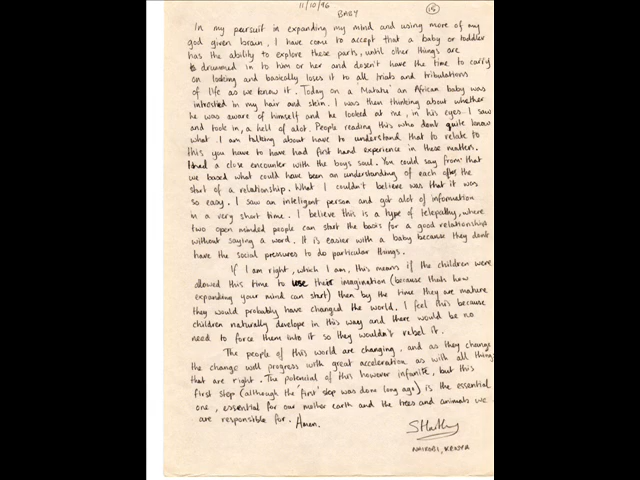 11/10/96
BABY
15
In my persuit in expanding my mind and using more of my
god given brain, I have come to accept that a baby or toddler
has the ability to explore these parts, until other things are
drummed in to him or her and doesn't have the time to carry
on looking and basically loses it to all trials and tribulations
of life as we know it. Today on a 'Matatu' an African baby was
intrested in my hair and skin. I was then thinking about whether
he was aware of himself and he looked at me, in his eyes I saw
and took in, a hell of alot. People reading this who dont quite know
what I am talking about have to understand that to relate to
this you have to have had first hand experience in these matters.
I had a close encounter with the boys soul. You could say from that
we based what could have been an understanding of each other the
start of a relationship. What I couldn't believe was that it was
so easy. I saw an inteligent person and got alot of information
in a very short time. I believe this is a type of telepathy, where
two open minded people can start the basis for a good relationship
without saying a word. It is easier with a baby because they dont
have the social pressures to do particular things.
If I am right, which I am, this means if the children were
allowed this time to use their imagination (because thats how
expanding your mind can start) then by the time they are mature
they would probably have changed the world. I feel this because
children naturally develope in this way and there would be no
need to force them into it so they wouldn't rebel it.
The people of this world are changing, and as they change
the change will progress with great acceleration as with all things
that are right. The potencial of this however infanite, but this
first step (although the 'first' step was done long ago) is the essential
one, essential for our mother earth and the trees and animals we
are responsible for. Amen.
NAIROBI, KENYA